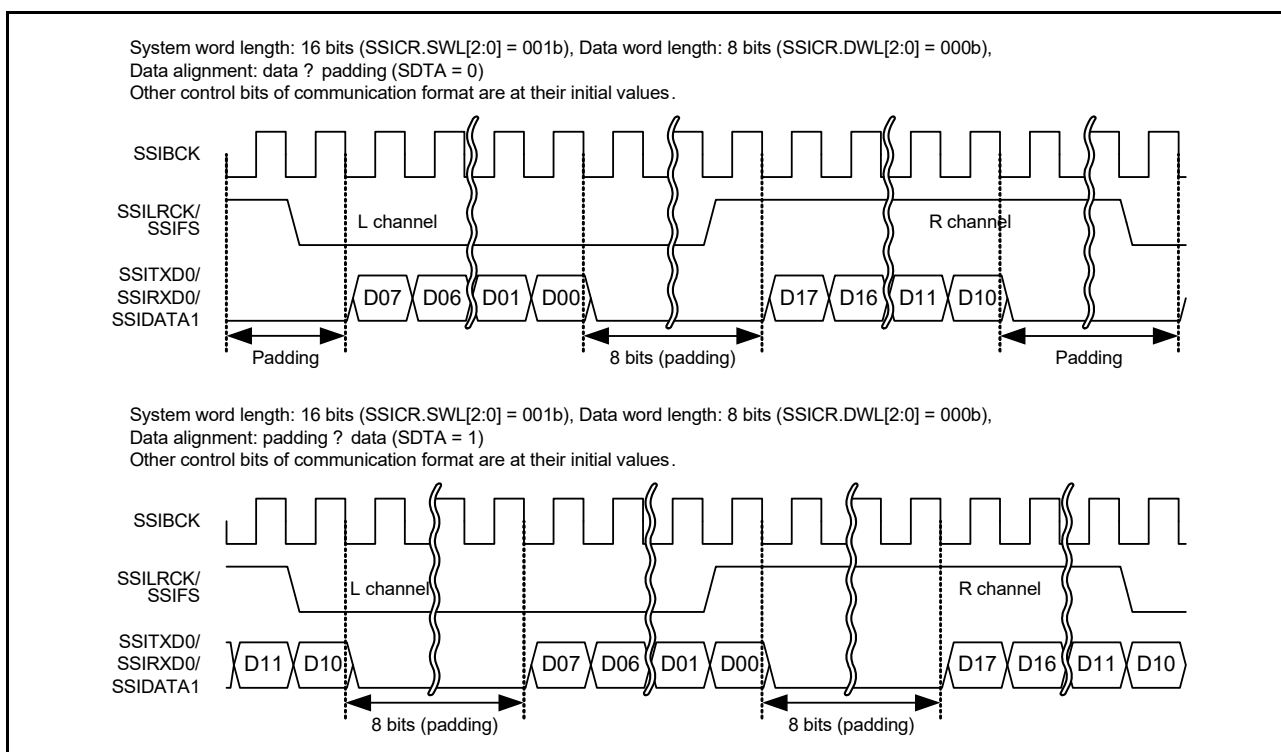 System word length: 16 bits (SSICR.SWL[2:0] = 001b), Data word length: 8 bits (SSICR.DWL[2:0] = 000b),
Data alignment: data ? padding (SDTA = 0)
Other control bits of communication format are at their initial values.
SSIBCK
SSILRCK/
SSIFS
L channel
R channel
SSITXD0/
SSIRXD0/
SSIDATA1
D07 D06 D01 D00 D17 D16 D11 D10
Padding 8 bits (padding) Padding
System word length: 16 bits (SSICR.SWL[2:0] = 001b), Data word length: 8 bits (SSICR.DWL[2:0] = 000b),
Data alignment: padding ? data (SDTA = 1)
Other control bits of communication format are at their initial values.
SSIBCK
SSILRCK/
SSIFS
L channel
R channel
SSITXD0/
SSIRXD0/
SSIDATA1
D11 D10 D07 D06 D01 D00 D17 D16 D11 D10
8 bits (padding) 8 bits (padding)